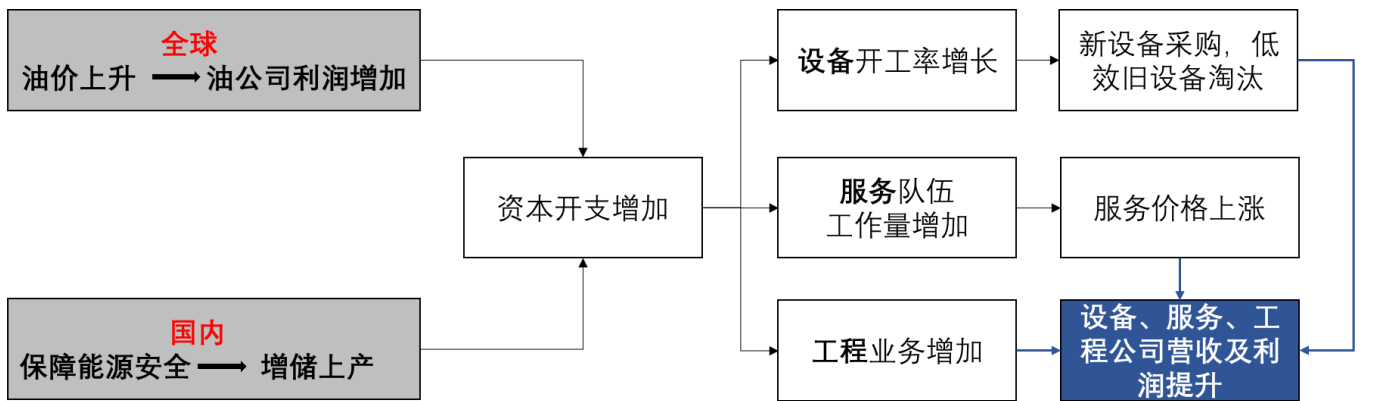 全球
油价上升 油公司利润增加
国内
保障能源安全 增储上产
资本开支增加
设备开工率增长
新设备采购，低
效旧设备淘汰
服务队伍
工作量增加
服务价格上涨
工程业务增加
设备、服务、工
程公司营收及利
润提升